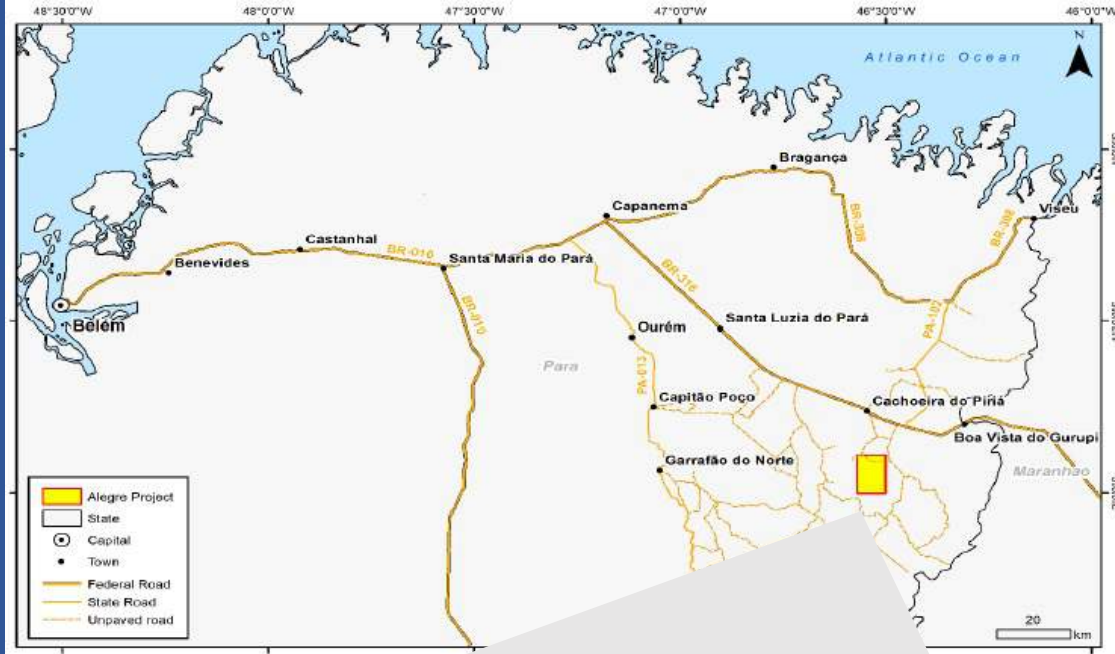 48°30'0"W 48°0'0"W 47°30'0"W 47°0'0"W 46°30'0"W 46°0'0"W
Atlantic Ocean
N
Bragança
Capanema
Viseu
BR-308
Castanhal
BR-010
Santa Maria do Pará
Benevides
BR-316
Belém
BR-010
Santa Luzia do Pará
PA-102
Ourém
Para
PA-013
Capitão Poço
Cachoeira do Piriá
Boa Vista do Gurupi
Garrafão do Norte
Maranhao
Alegre Project
State
Capital
Town
Federal Road
State Road
Unpaved road
20
km